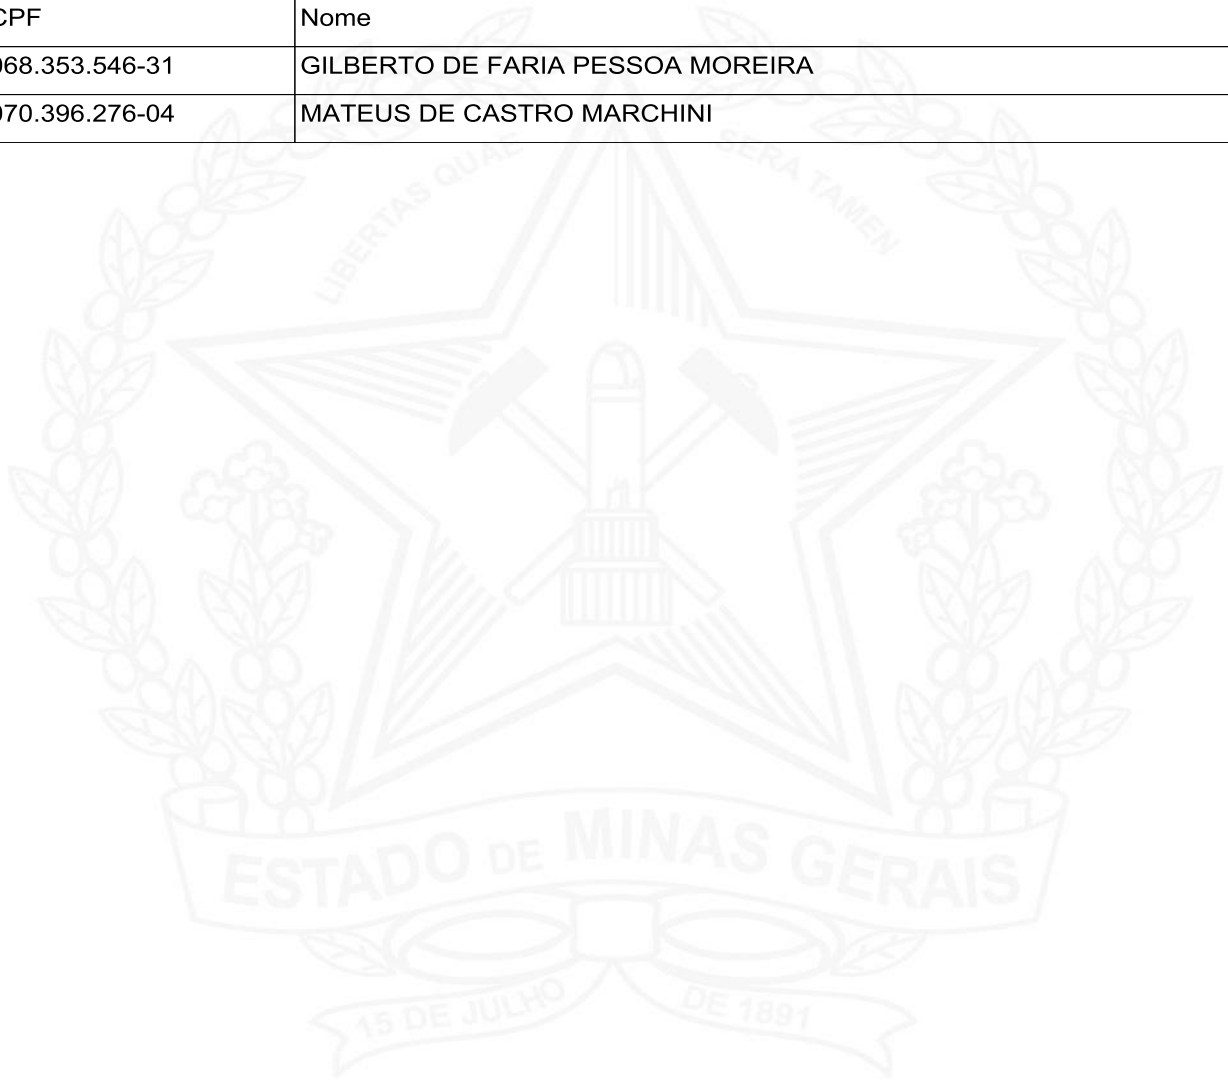 CPF Nome
068.353.546-31 GILBERTO DE FARIA PESSOA MOREIRA
070.396.276-04 MATEUS DE CASTRO MARCHINI
LIBERTAS QUAE SERA TAMEN
ESTADO DE MINAS GERAIS
15 DE JULHO DE 1891